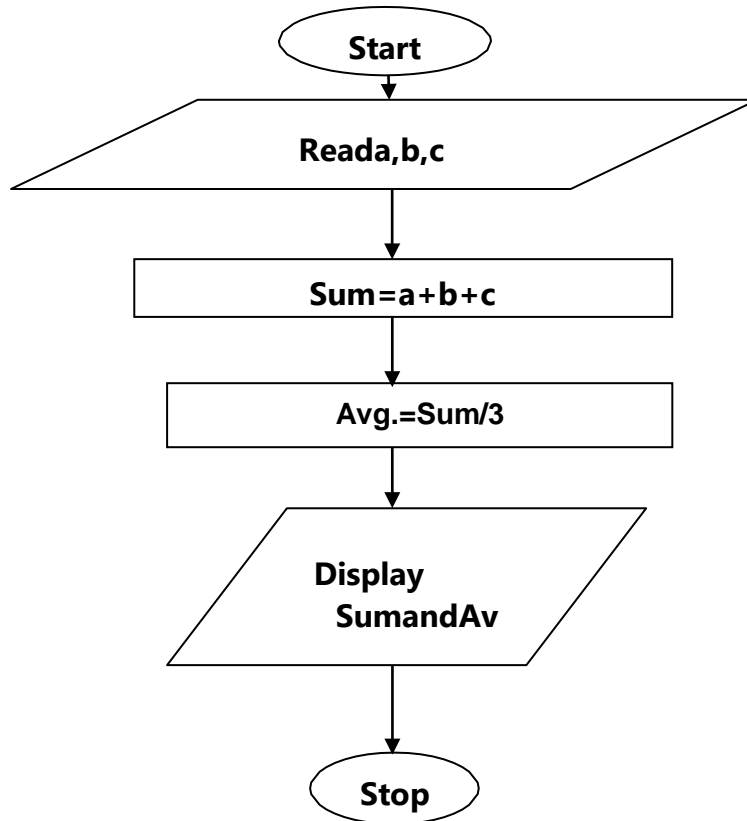 Start
Reada,b,c
Sum=a+b+c
Avg.=Sum/3
Display
SumandAv
Stop